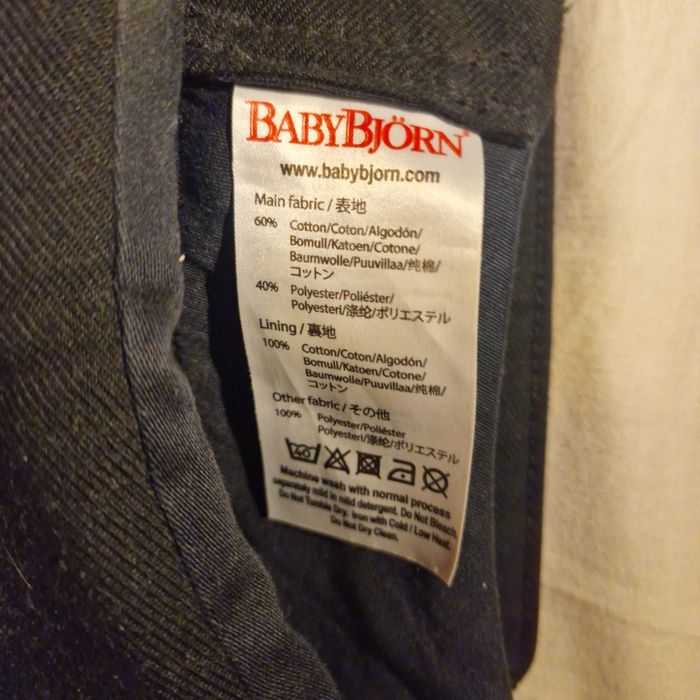 BABYBJÖRN®
www.babybjorn.com
Main fabric / 表地
60% Cotton/Coton/Algodón/
Bomull/Katoen/Cotone/
Baumwolle/Puuvillaa/纯棉/
コットン
40% Polyester/Poliéster/
Polyesteri/涤纶/ポリエステル
Lining / 裏地
100% Cotton/Coton/Algodón/
Bomull/Katoen/Cotone/
Baumwolle/Puuvillaa/纯棉/
コットン
Other fabric / その他
100% Polyester/Poliéster
Polyesteri/涤纶/ポリエステル
40
Machine wash with normal process
separately mild in mild detergent. Do Not Bleach.
Do Not Tumble Dry. Iron with Cold / Low Heat.
Do Not Dry Clean.